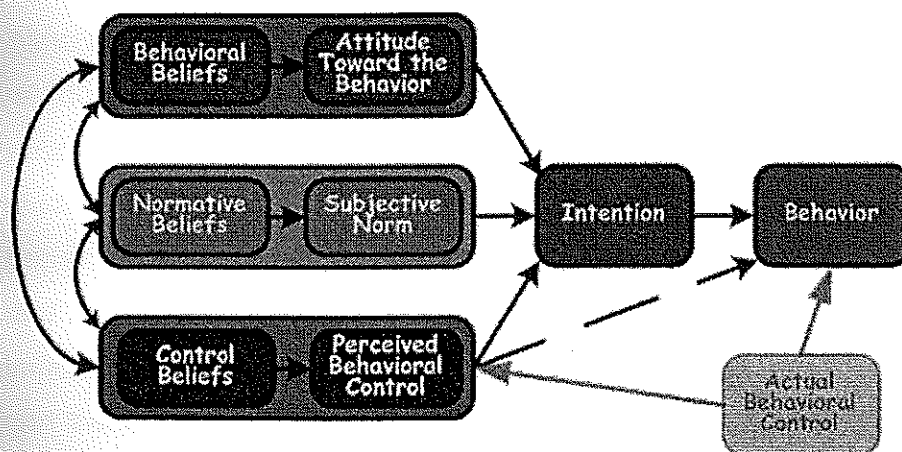 Behavioral
Beliefs
Attitude
Toward the
Behavior
Normative
Beliefs
Subjective
Norm
Intention
Behavior
Control
Beliefs
Perceived
Behavioral
Control
Actual
Behavioral
Control